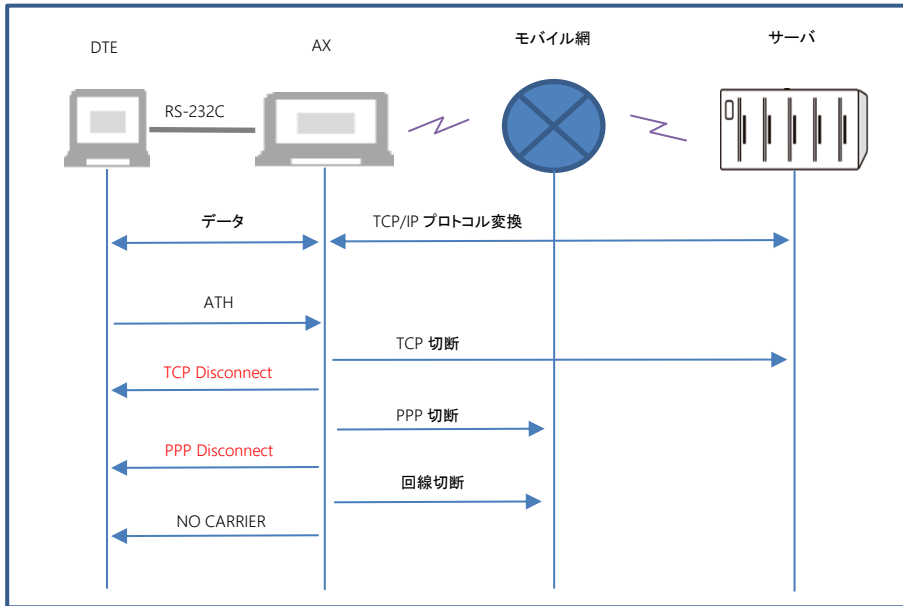 DTE
AX
モバイル網
サーバ
RS-232C
データ
TCP/IP プロトコル変換
ATH
TCP 切断
TCP Disconnect
PPP 切断
PPP Disconnect
回線切断
NO CARRIER